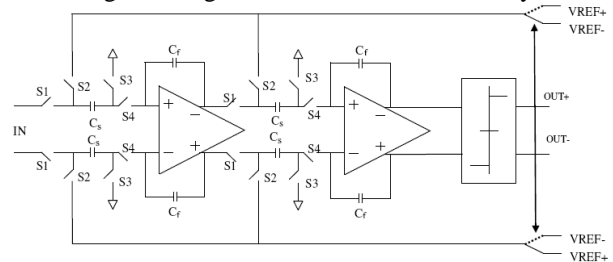 VREF+
VREF-
S1 S2 S3 Cs S4 Cf + -
S1 S2 S3 Cs S4 Cf + -
OUT+
IN
OUT-
S1 S2 S3 Cs S4 Cf - +
S1 S2 S3 Cs S4 Cf - +
VREF-
VREF+